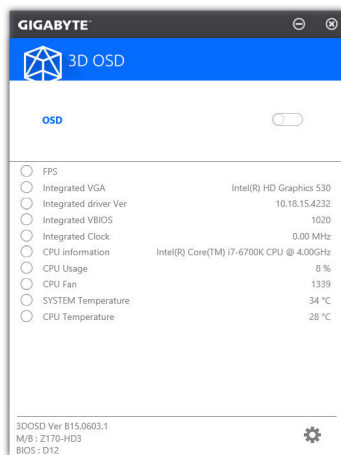 GIGABYTE™
3D OSD
OSD
FPS
Integrated VGA Intel(R) HD Graphics 530
Integrated driver Ver 10.18.15.4232
Integrated VBIOS 1020
Integrated Clock 0.00 MHz
CPU information Intel(R) Core(TM) i7-6700K CPU @ 4.00GHz
CPU Usage 8 %
CPU Fan 1339
SYSTEM Temperature 34 °C
CPU Temperature 28 °C
3DOSD Ver B15.0603.1
M/B : Z170-HD3
BIOS : D12